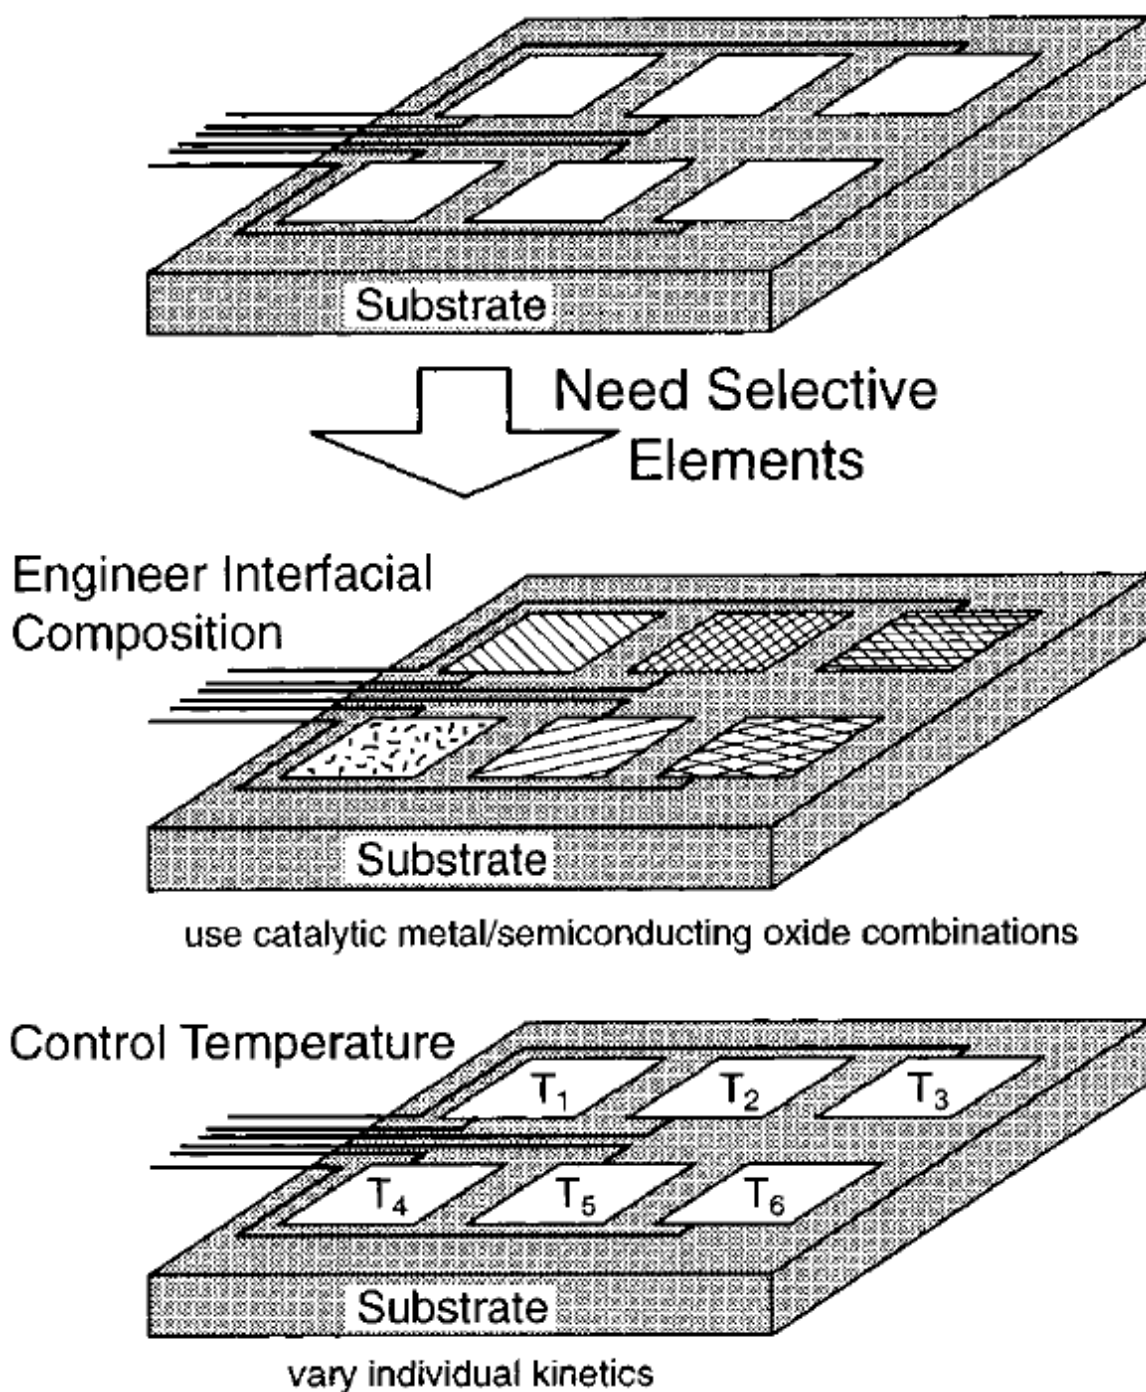 Substrate
Need Selective
Elements
Engineer Interfacial
Composition
Substrate
use catalytic metal/semiconducting oxide combinations
Control Temperature
T₁ T₂ T₃
T₄ T₅ T₆
Substrate
vary individual kinetics